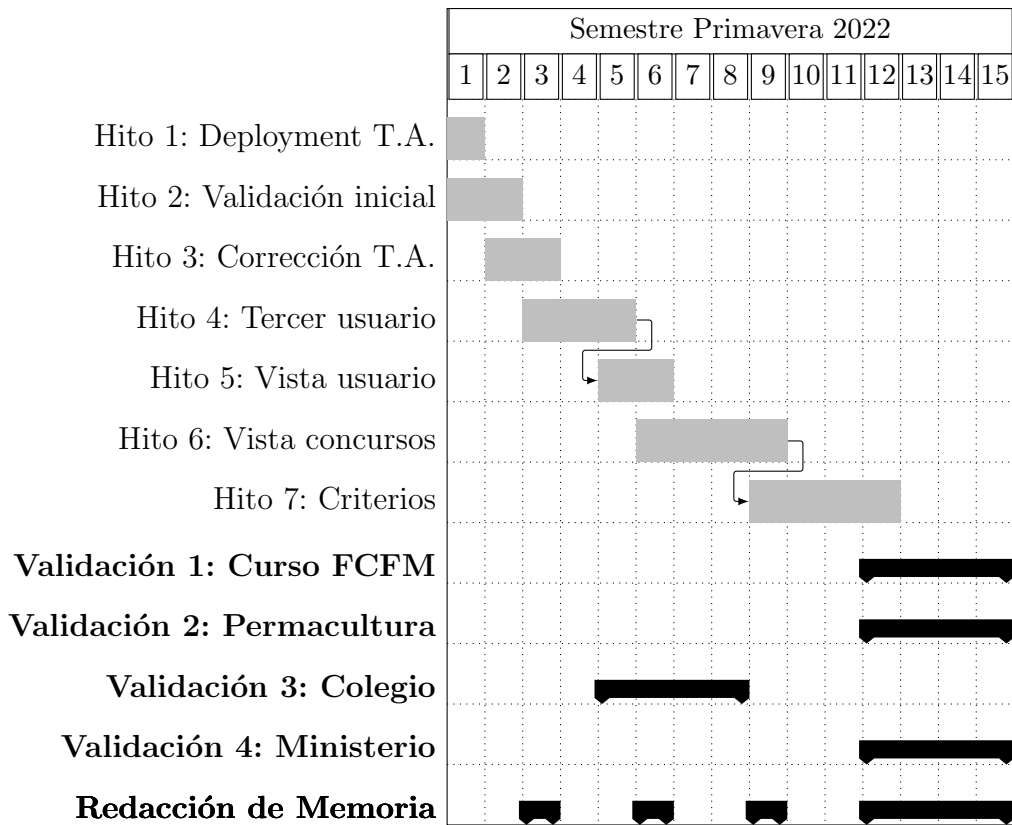 Semestre Primavera 2022
1 2 3 4 5 6 7 8 9 10 11 12 13 14 15
Hito 1: Deployment T.A.
Hito 2: Validación inicial
Hito 3: Corrección T.A.
Hito 4: Tercer usuario
Hito 5: Vista usuario
Hito 6: Vista concursos
Hito 7: Criterios
Validación 1: Curso FCFM
Validación 2: Permacultura
Validación 3: Colegio
Validación 4: Ministerio
Redacción de Memoria